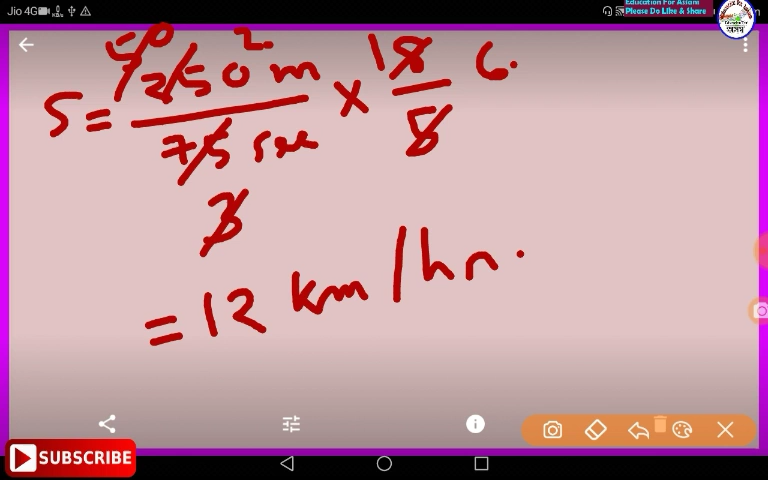 Jio 4G
Education For Assam
Please Do Like & Share
50 2
S = 250 m × 18 6.
75 sec 5
3
= 12 km/hr.
SUBSCRIBE